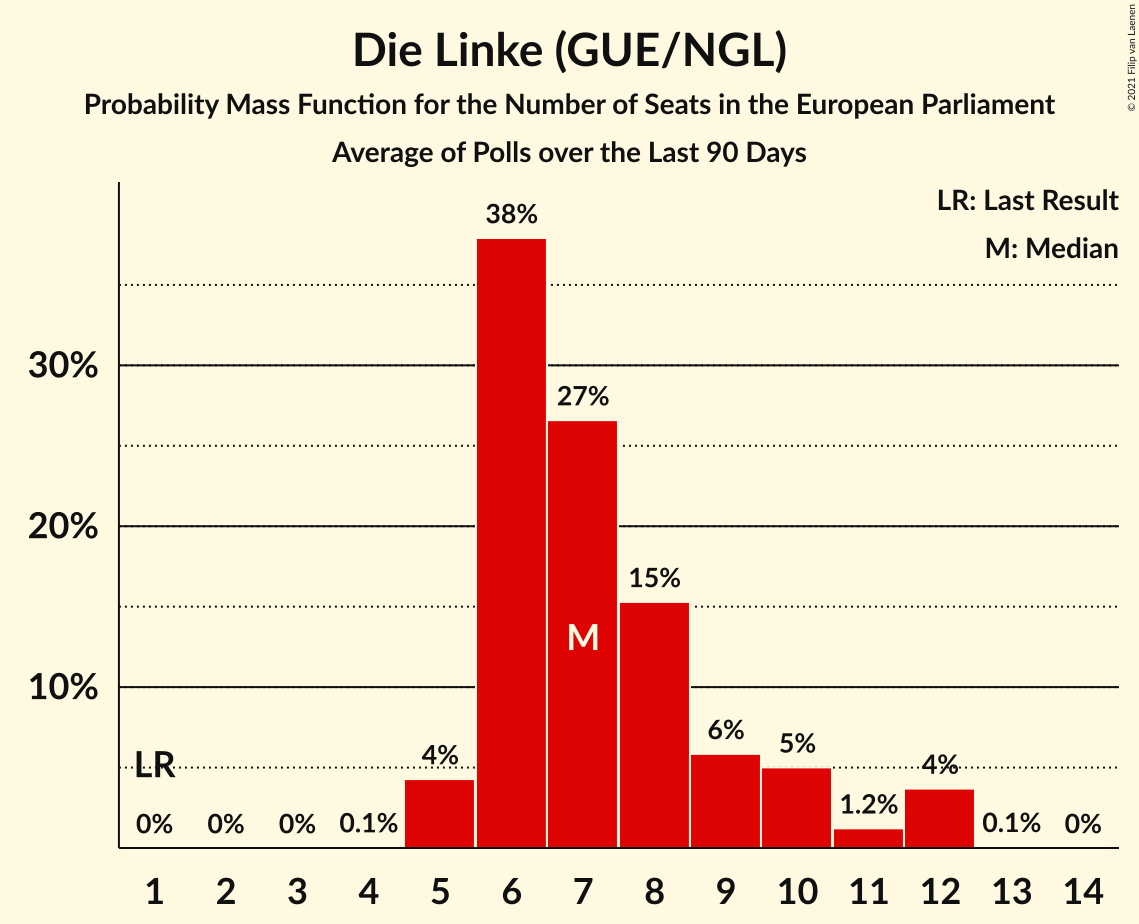 Die Linke (GUE/NGL)
Probability Mass Function for the Number of Seats in the European Parliament
Average of Polls over the Last 90 Days
© 2021 Filip van Laenen
LR: Last Result
M: Median
38%
30%
27%
20%
15%
M
10%
6%
5%
4%
4%
LR
1.2%
0%
0%
0%
0.1%
0.1%
0%
1 2 3 4 5 6 7 8 9 10 11 12 13 14